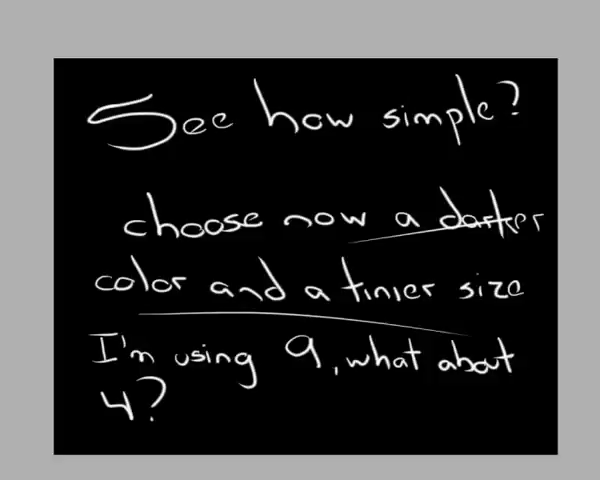 See how simple?
choose now a darker
color and a tinier size
I'm using 9, what about
4?